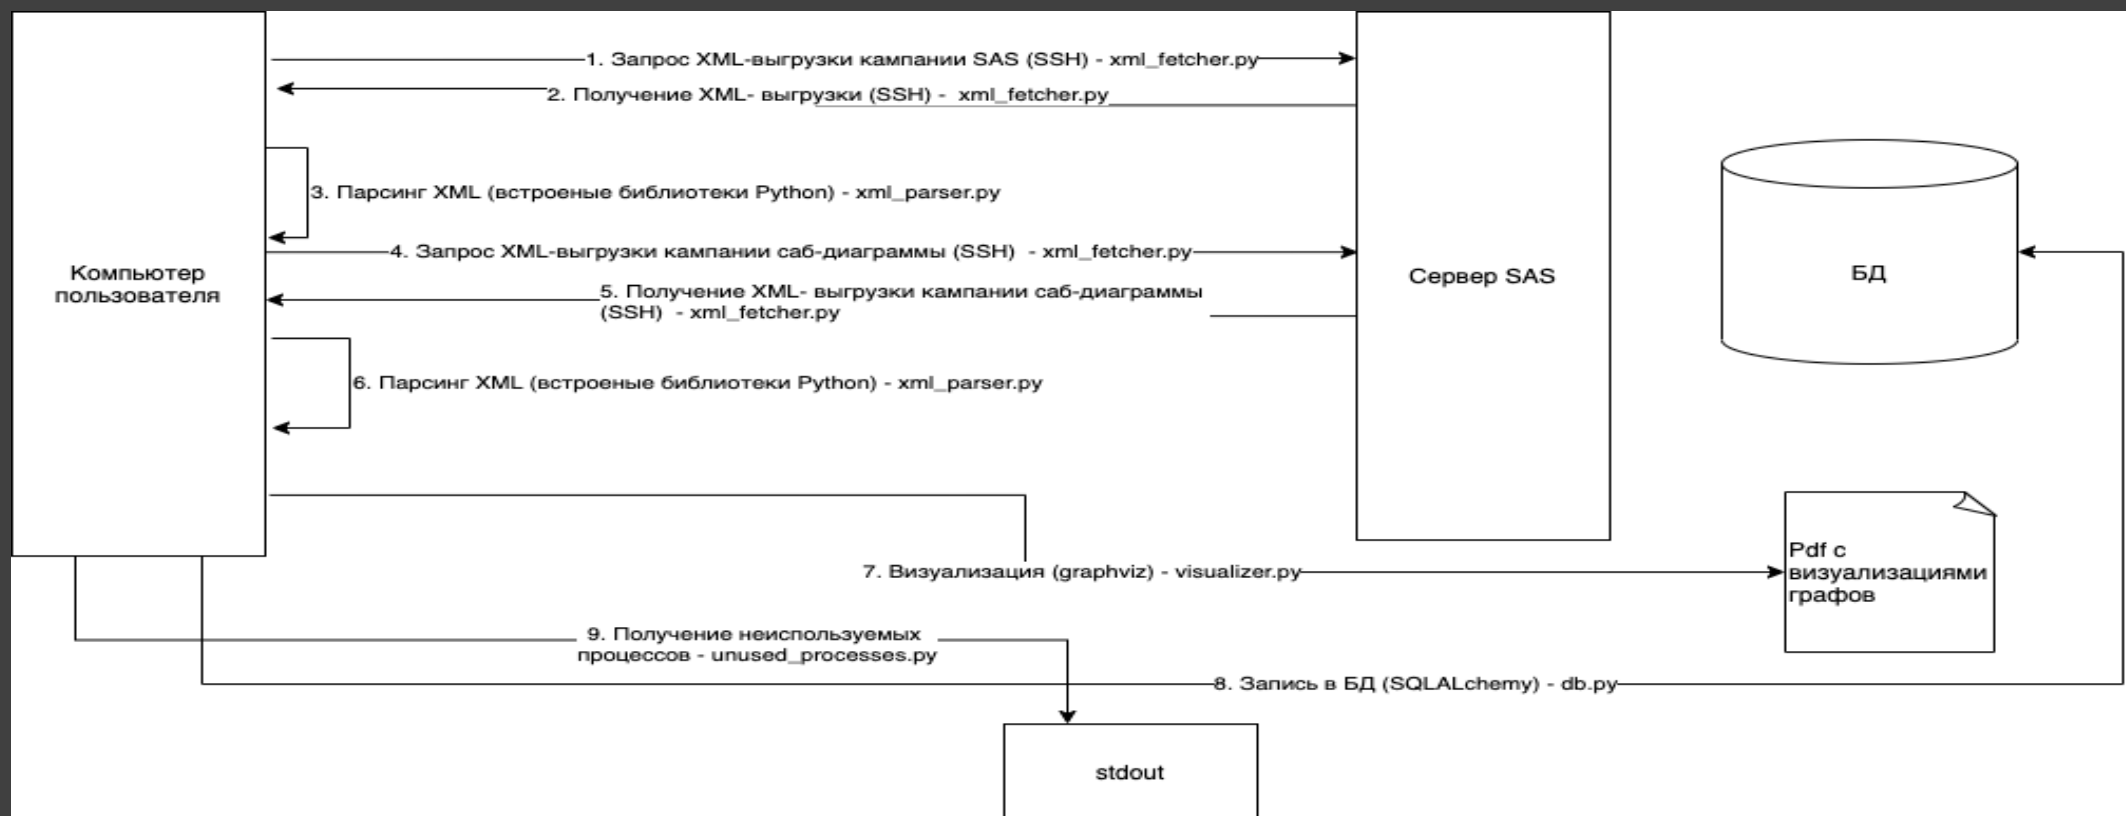 1. Запрос XML-выгрузки кампании SAS (SSH) - xml_fetcher.py
2. Получение XML- выгрузки (SSH) - xml_fetcher.py
3. Парсинг XML (встроеные библиотеки Python) - xml_parser.py
4. Запрос XML-выгрузки кампании саб-диаграммы (SSH) - xml_fetcher.py
Компьютер
пользователя
Сервер SAS
БД
5. Получение XML- выгрузки кампании саб-диаграммы
(SSH) - xml_fetcher.py
6. Парсинг XML (встроеные библиотеки Python) - xml_parser.py
7. Визуализация (graphviz) - visualizer.py
Pdf с
визуализациями
графов
9. Получение неиспользуемых
процессов - unused_processes.py
8. Запись в БД (SQLALchemy) - db.py
stdout